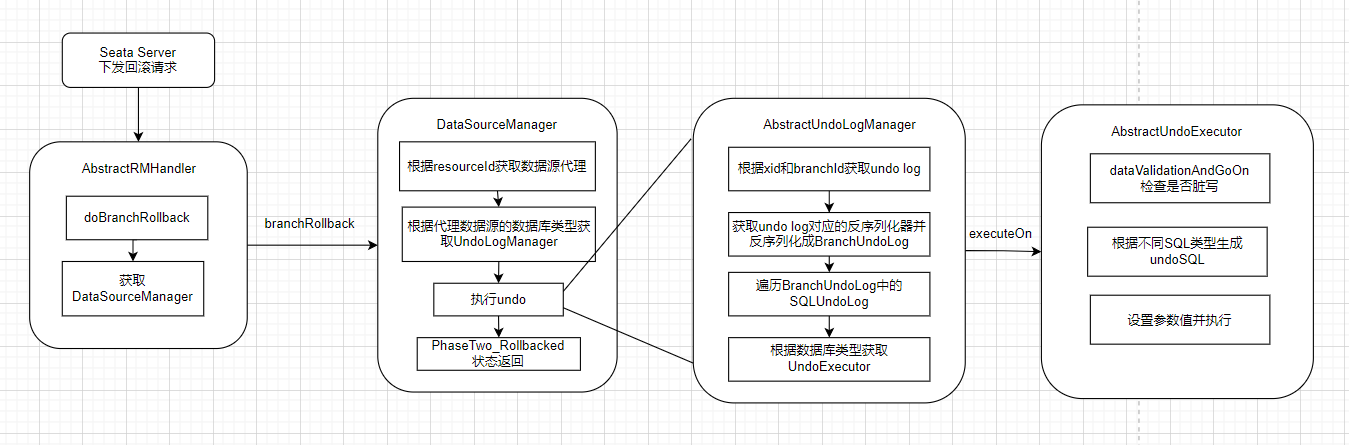 Seata Server
下发回滚请求
AbstractRMHandler
doBranchRollback
获取
DataSourceManager
branchRollback
DataSourceManager
根据resourceId获取数据源代理
根据代理数据源的数据库类型获
取UndoLogManager
执行undo
PhaseTwo_Rollbacked
状态返回
AbstractUndoLogManager
根据xid和branchId获取undo log
获取undo log对应的反序列化器并
反序列化成BranchUndoLog
遍历BranchUndoLog中的
SQLUndoLog
根据数据库类型获取
UndoExecutor
executeOn
AbstractUndoExecutor
dataValidationAndGoOn
检查是否脏写
根据不同SQL类型生成
undoSQL
设置参数值并执行